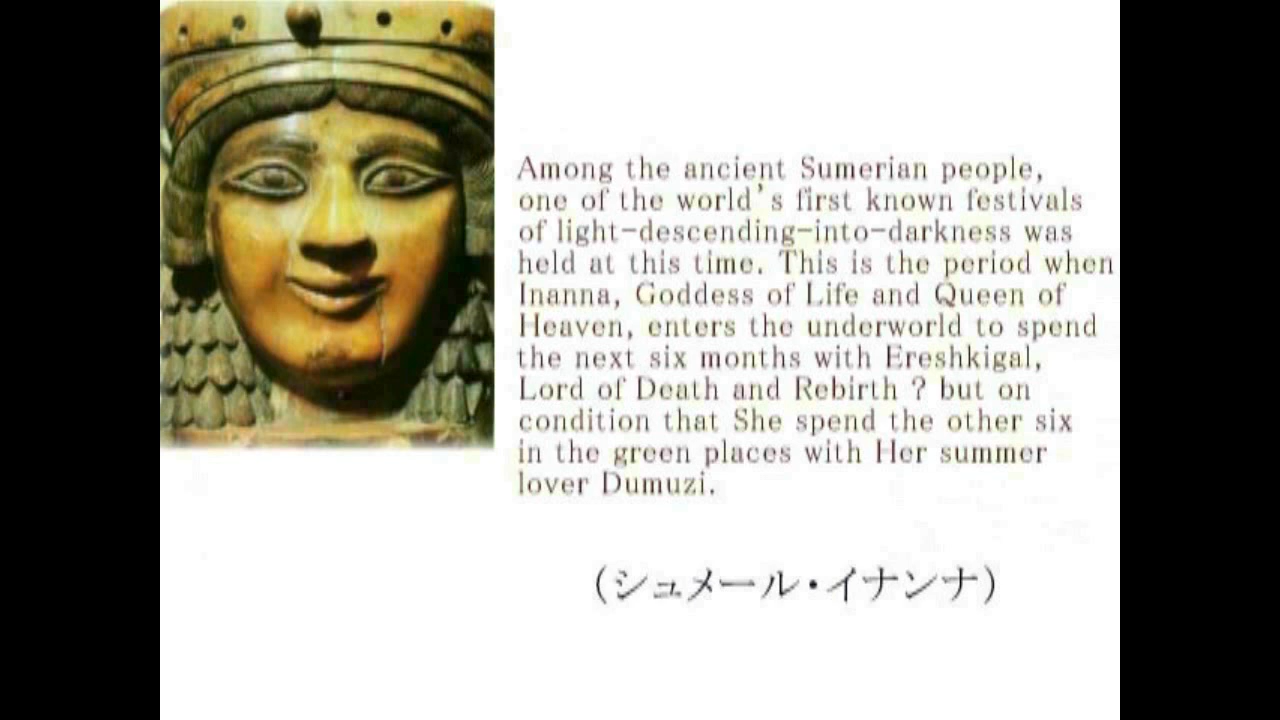 Among the ancient Sumerian people,
one of the world's first known festivals
of light-descending-into-darkness was
held at this time. This is the period when
Inanna, Goddess of Life and Queen of
Heaven, enters the underworld to spend
the next six months with Ereshkigal,
Lord of Death and Rebirth ? but on
condition that She spend the other six
in the green places with Her summer
lover Dumuzi.
(シュメール・イナンナ)